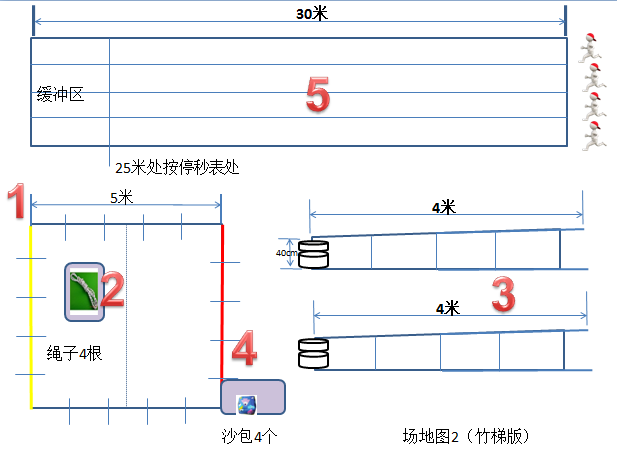 30米
缓冲区
5
25米处按停秒表处
1
5米
4米
40cm
2
3
4米
绳子4根
4
沙包4个
场地图2（竹梯版）